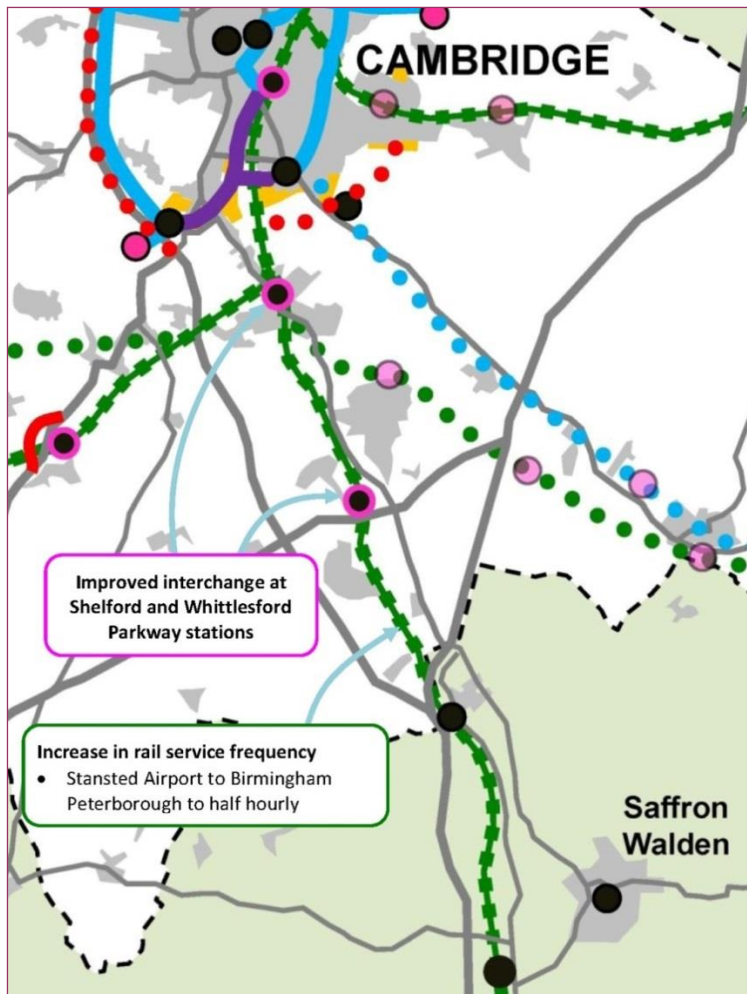 CAMBRIDGE
Improved interchange at
Shelford and Whittlesford
Parkway stations
Increase in rail service frequency
● Stansted Airport to Birmingham
Peterborough to half hourly
Saffron
Walden